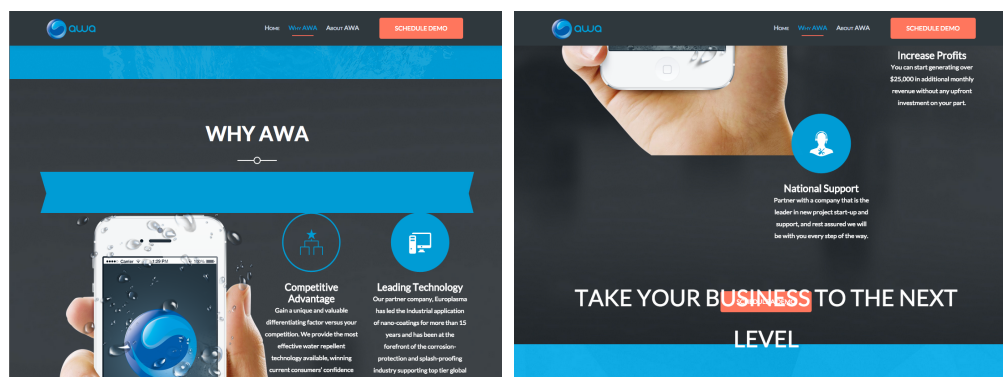 awa
Home Why AWA About AWA SCHEDULE DEMO
WHY AWA
Carrier 1:29 PM 100%
Competitive
Advantage
Gain a unique and valuable
differentiating factor versus your
competition. We provide the most
effective water repellent
technology available, winning
current consumers' confidence
Leading Technology
Our partner company, Europlasma
has led the Industrial application
of nano-coatings for more than 15
years and has been at the
forefront of the corrosion-
protection and splash-proofing
industry supporting top tier global
awa
Home Why AWA About AWA SCHEDULE DEMO
Increase Profits
You can start generating over
$25,000 in additional monthly
revenue without any upfront
investment on your part.
National Support
Partner with a company that is the
leader in new project start-up and
support, and rest assured we will
be with you every step of the way.
TAKE YOUR BUSINESS TO THE NEXT
LEVEL